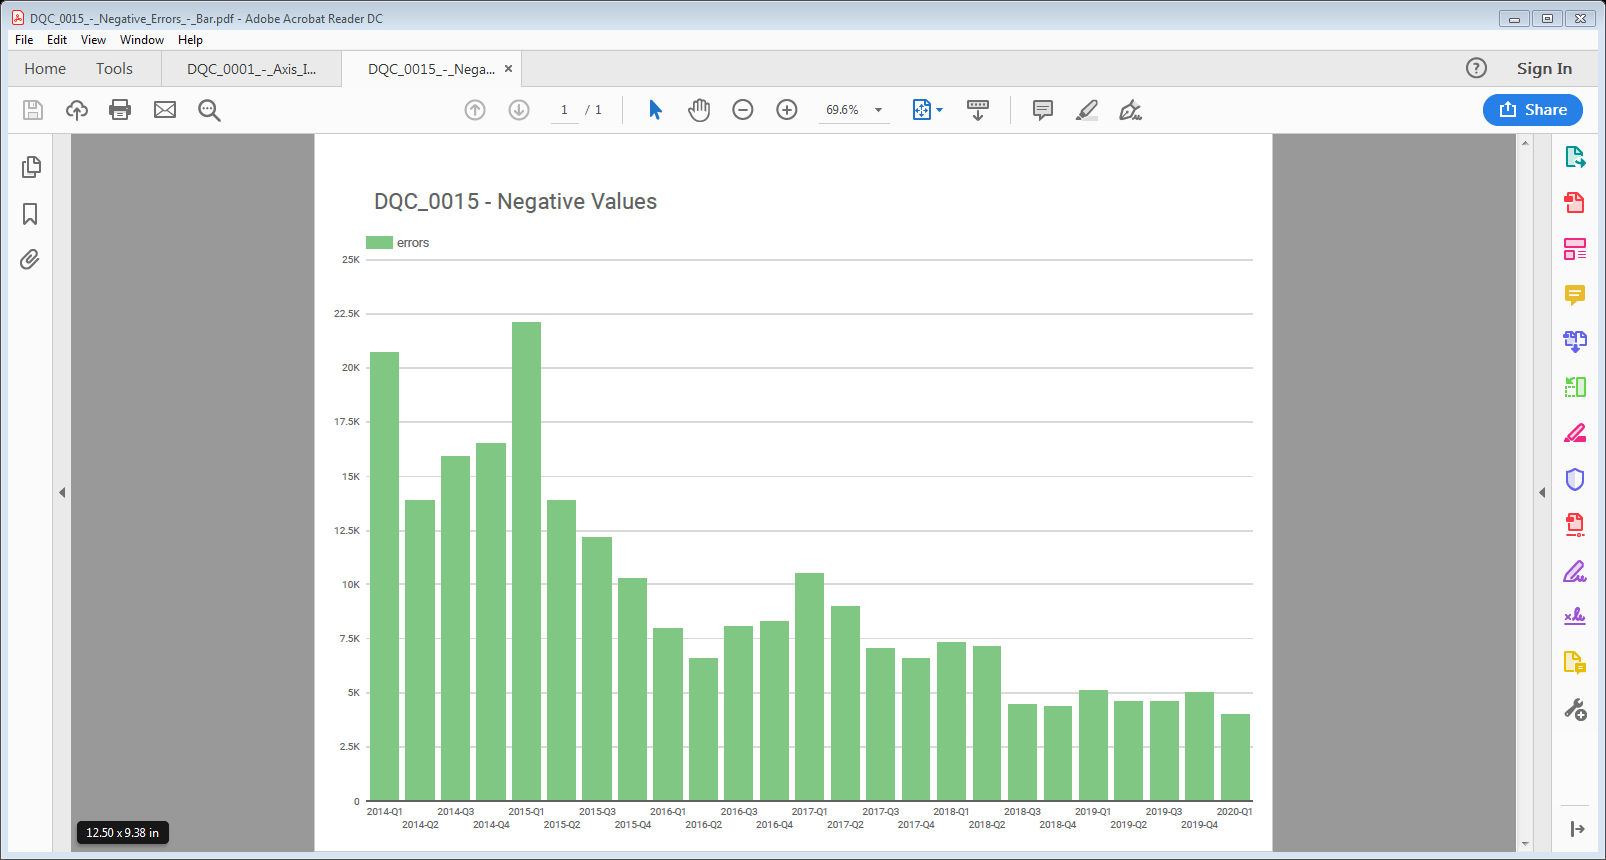 DQC_0015_-_Negative_Errors_-_Bar.pdf - Adobe Acrobat Reader DC
File Edit View Window Help
Home Tools DQC_0001_-_Axis_I... DQC_0015_-_Nega... Sign In
1 / 1 69.6% Share
DQC_0015 - Negative Values
errors
25K
22.5K
20K
17.5K
15K
12.5K
10K
7.5K
5K
2.5K
0
2014-Q1 2014-Q3 2015-Q1 2015-Q3 2016-Q1 2016-Q3 2017-Q1 2017-Q3 2018-Q1 2018-Q3 2019-Q1 2019-Q3 2020-Q1
2014-Q2 2014-Q4 2015-Q2 2015-Q4 2016-Q2 2016-Q4 2017-Q2 2017-Q4 2018-Q2 2018-Q4 2019-Q2 2019-Q4
12.50 x 9.38 in